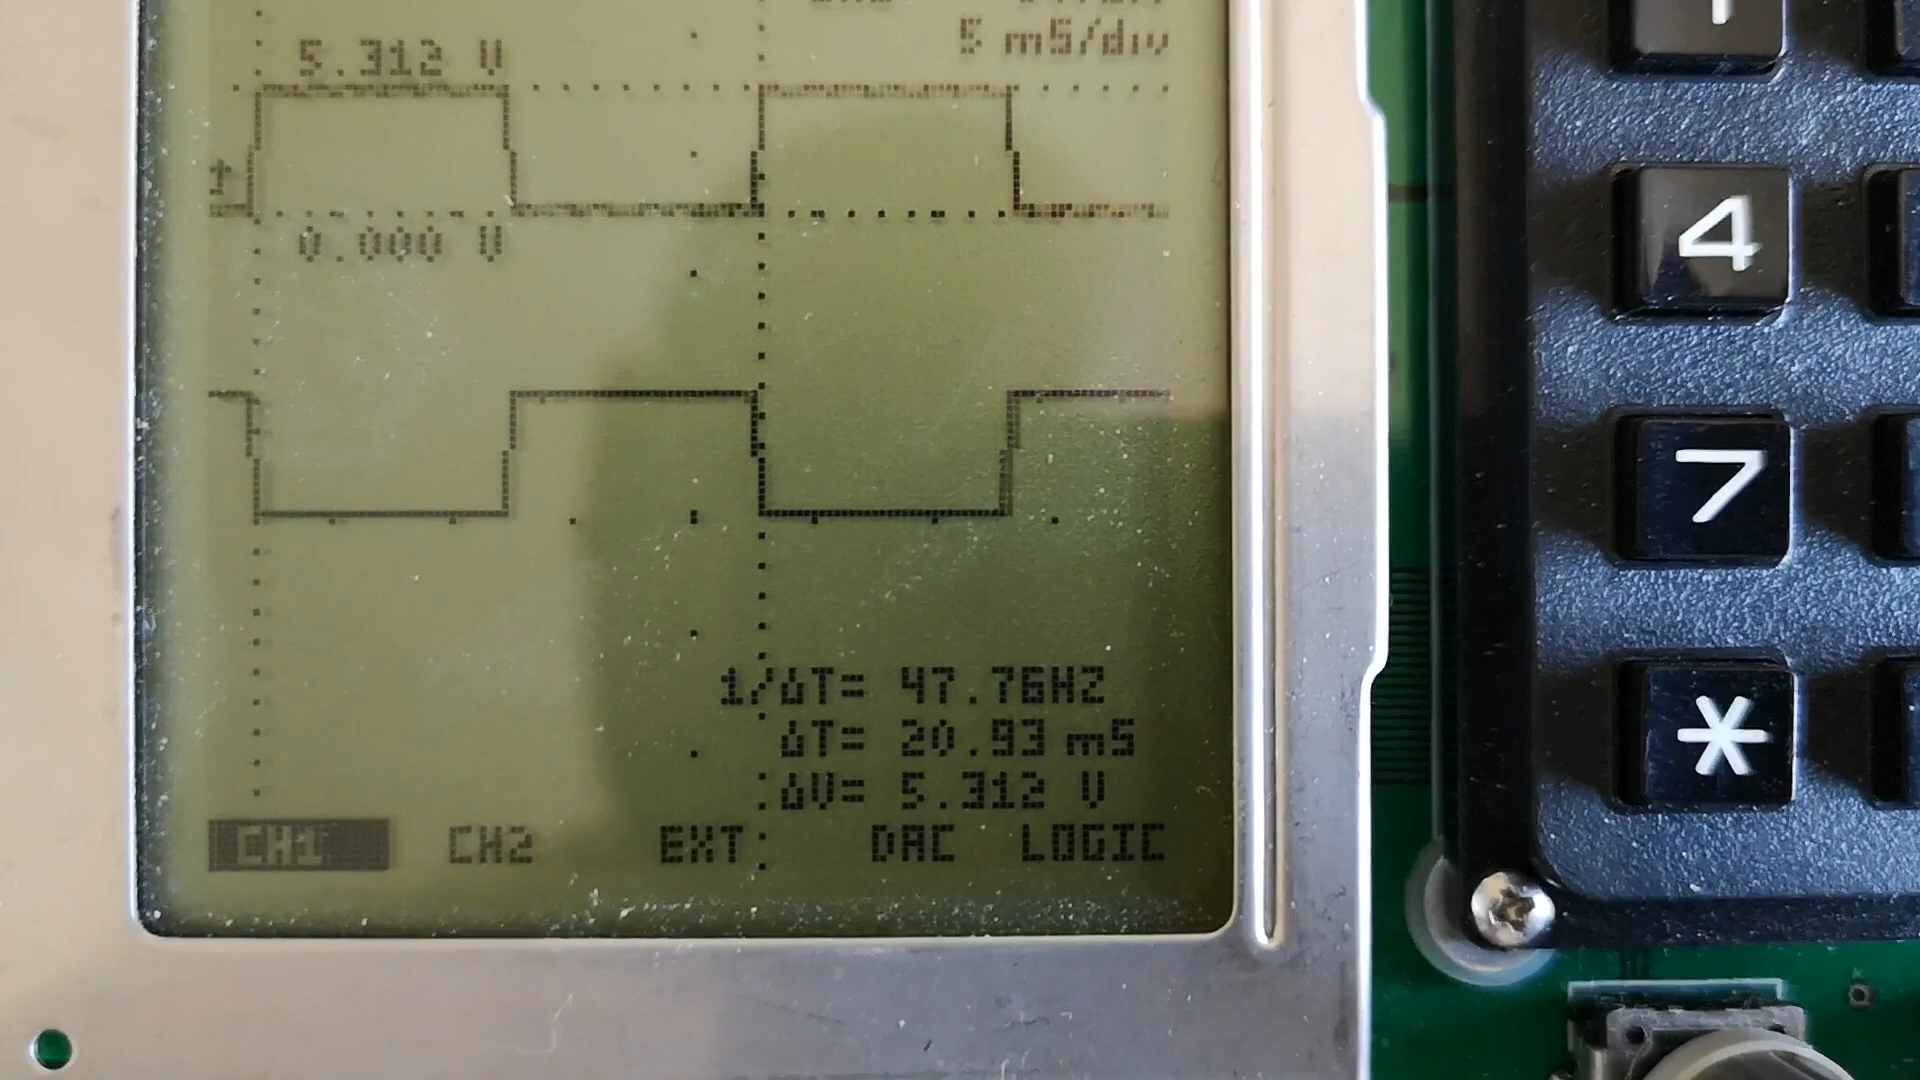 5.312 V
5 mS/div
0.000 V
1/ΔT= 47.76HZ
ΔT= 20.93 mS
ΔV= 5.312 V
CH1 CH2 EXT DAC LOGIC
4
7
*